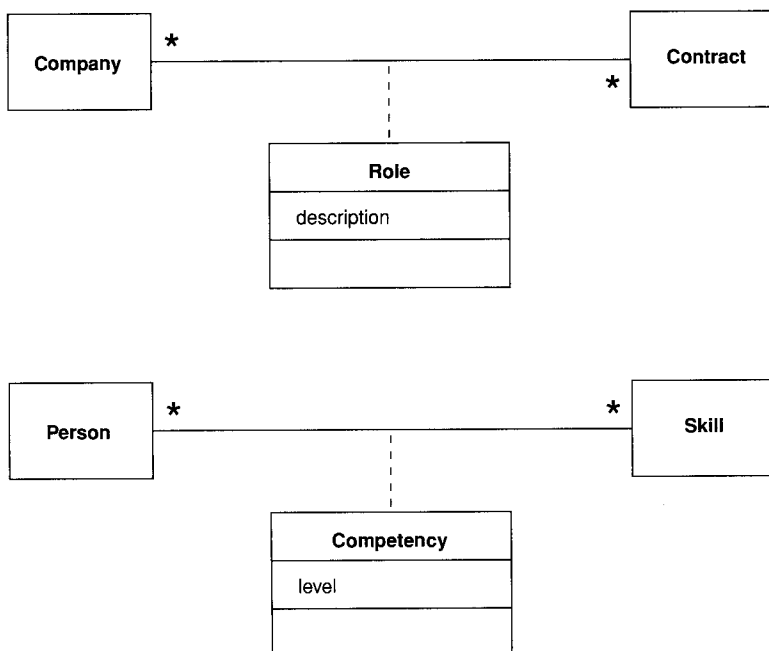 Company
*
*
Contract
Role
description
Person
*
*
Skill
Competency
level